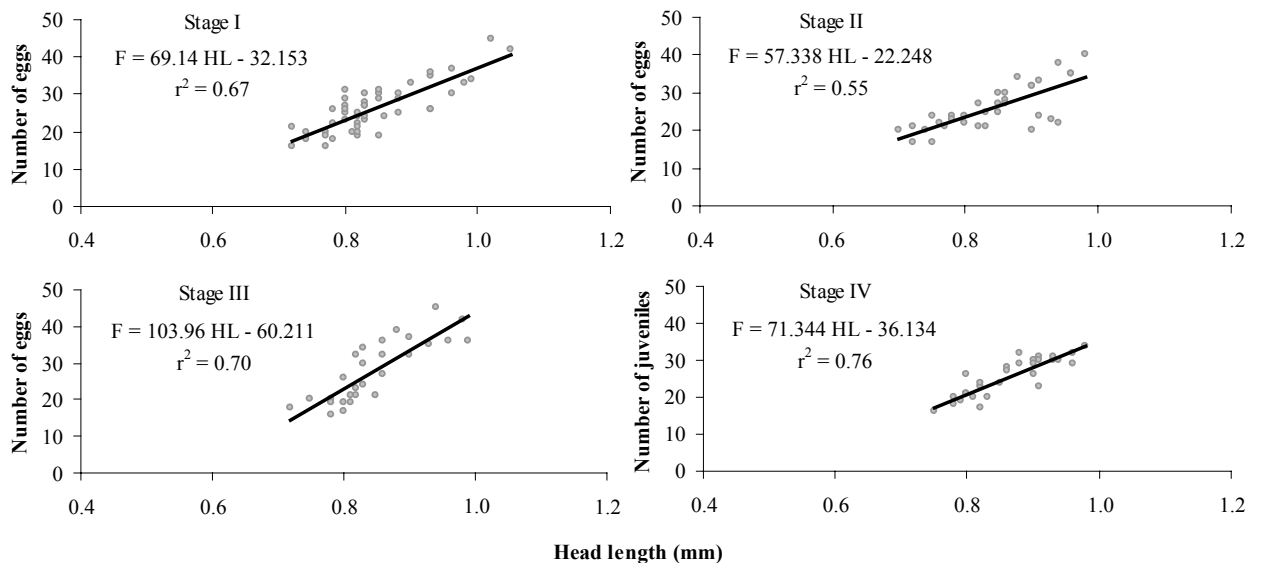 Stage I
F = 69.14 HL - 32.153
r² = 0.67
Number of eggs
50
40
30
20
10
0
0.4 0.6 0.8 1.0 1.2
Stage II
F = 57.338 HL - 22.248
r² = 0.55
Number of eggs
50
40
30
20
10
0
0.4 0.6 0.8 1.0 1.2
Stage III
F = 103.96 HL - 60.211
r² = 0.70
Number of eggs
50
40
30
20
10
0
0.4 0.6 0.8 1.0 1.2
Stage IV
F = 71.344 HL - 36.134
r² = 0.76
Number of juveniles
50
40
30
20
10
0
0.4 0.6 0.8 1.0 1.2
Head length (mm)